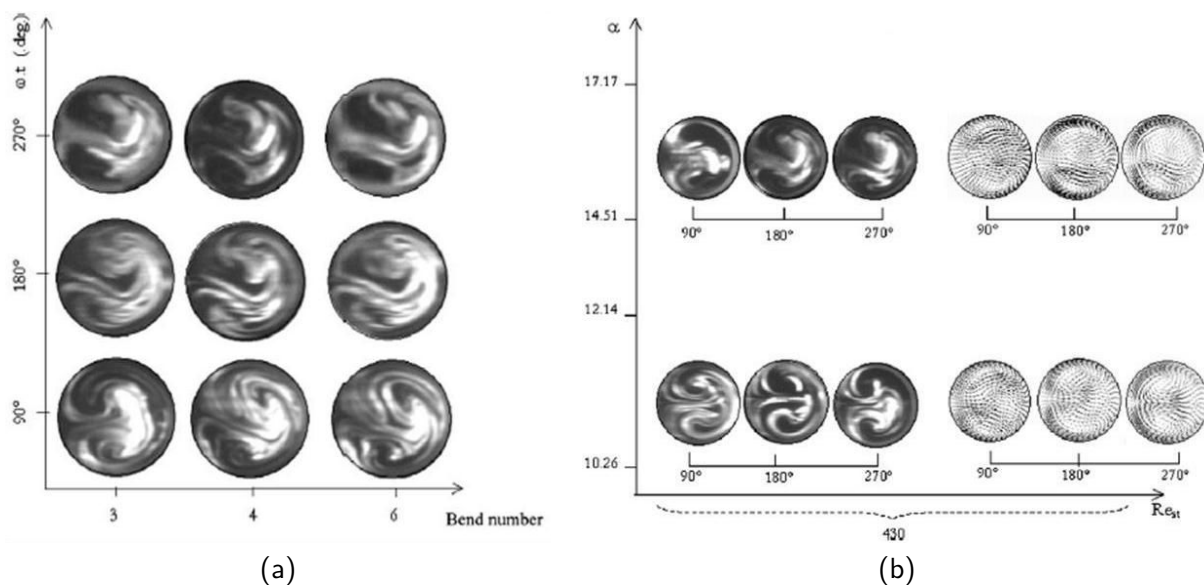 ω.t (.deg)
270°
180°
90°
3 4 6 Bend number
(a)
α
17.17
14.51
90° 180° 270° 90° 180° 270°
12.14
10.26
90° 180° 270° 90° 180° 270°
Re_st
430
(b)